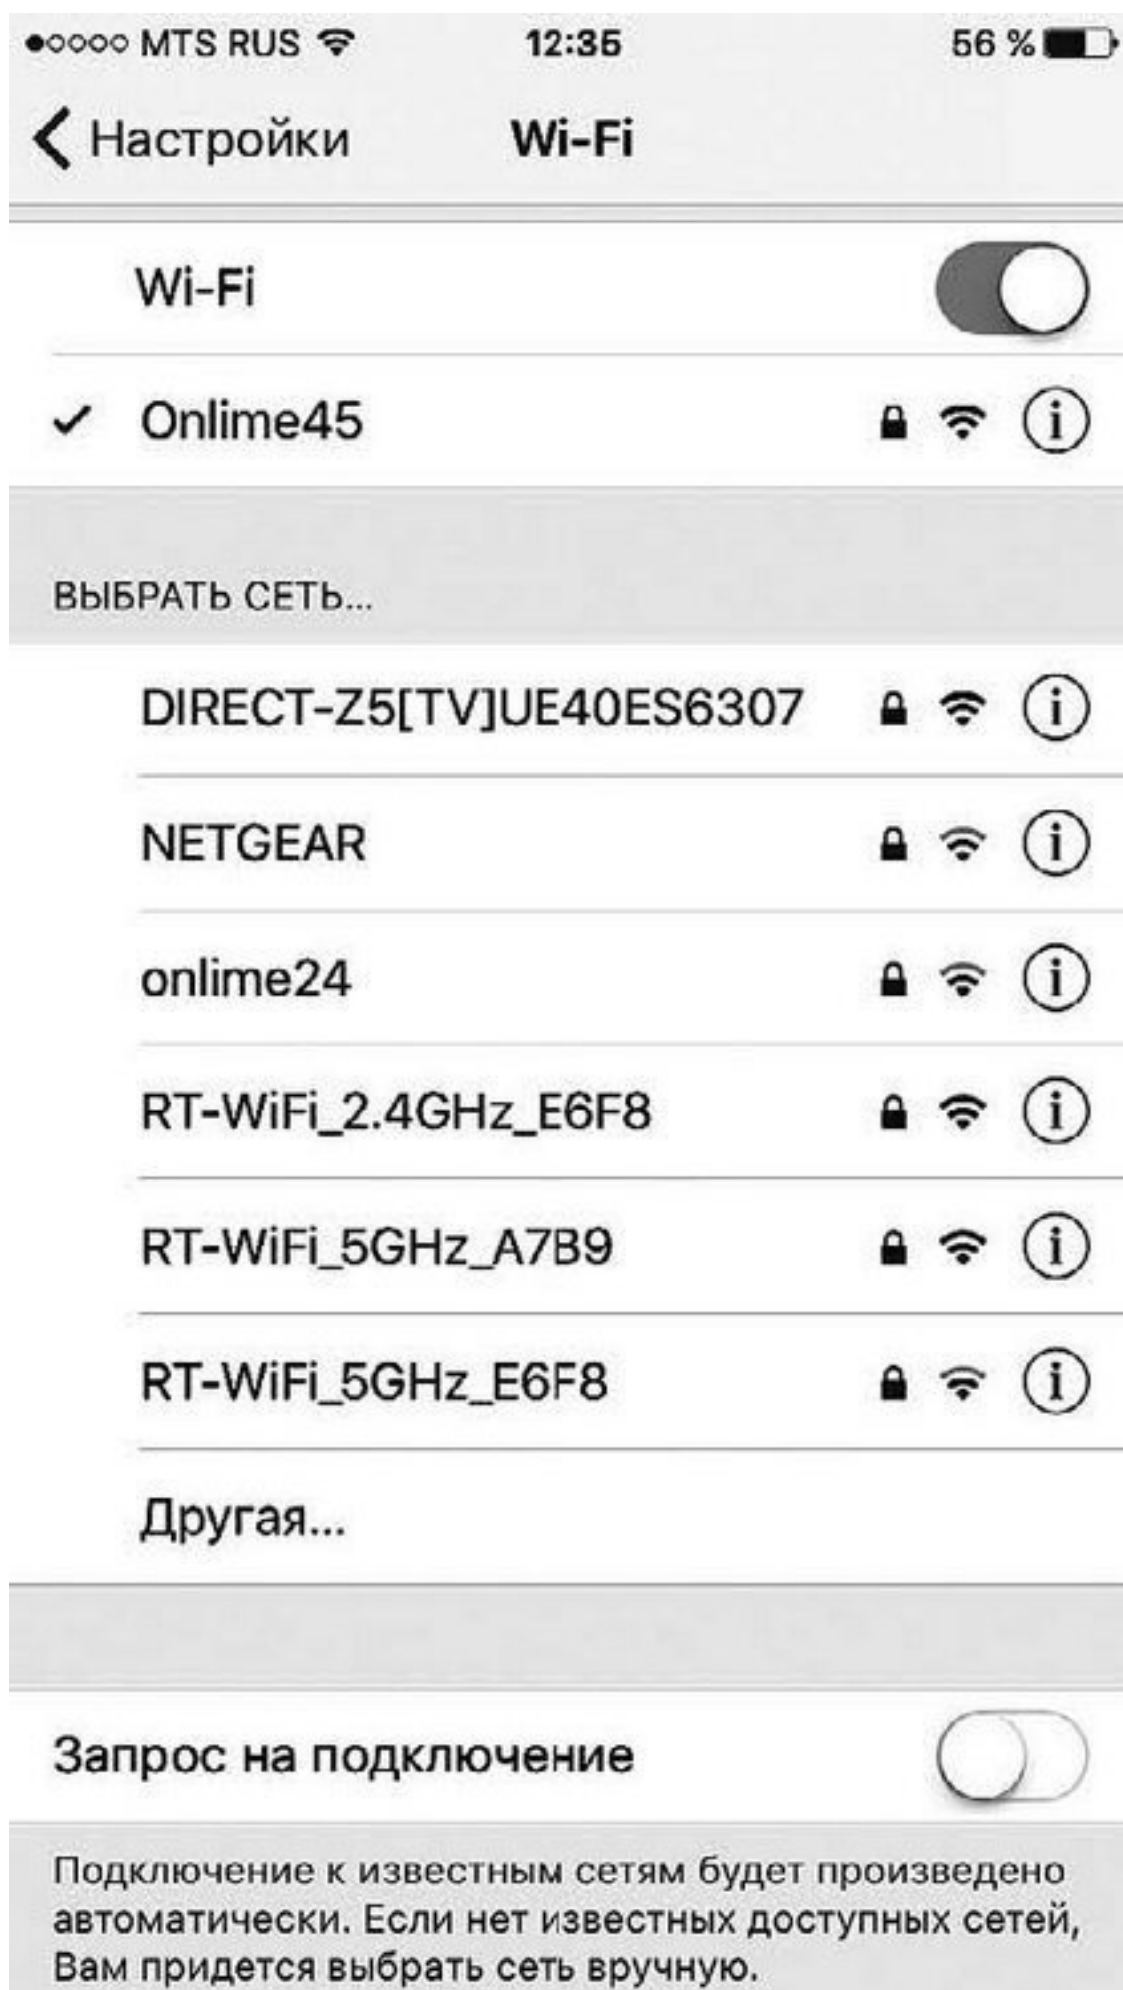 MTS RUS 12:35 56 %
Настройки Wi-Fi
Wi-Fi
Onlime45
ВЫБРАТЬ СЕТЬ...
DIRECT-Z5[TV]UE40ES6307
NETGEAR
onlime24
RT-WiFi_2.4GHz_E6F8
RT-WiFi_5GHz_A7B9
RT-WiFi_5GHz_E6F8
Другая...
Запрос на подключение
Подключение к известным сетям будет произведено
автоматически. Если нет известных доступных сетей,
Вам придется выбрать сеть вручную.